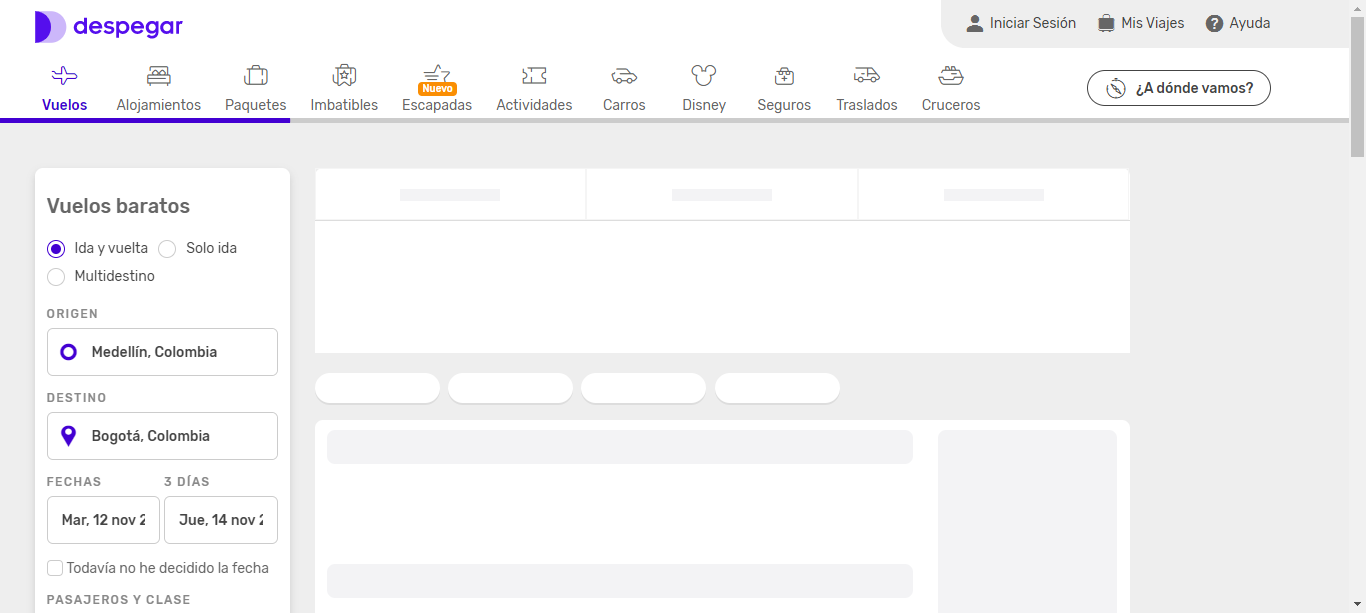 despegar
Iniciar Sesión
Mis Viajes
Ayuda
Vuelos
Alojamientos
Paquetes
Imbatibles
Nuevo
Escapadas
Actividades
Carros
Disney
Seguros
Traslados
Cruceros
¿A dónde vamos?
Vuelos baratos
Ida y vuelta
Solo ida
Multidestino
ORIGEN
Medellín, Colombia
DESTINO
Bogotá, Colombia
FECHAS
3 DÍAS
Mar, 12 nov 2
Jue, 14 nov 2
Todavía no he decidido la fecha
PASAJEROS Y CLASE